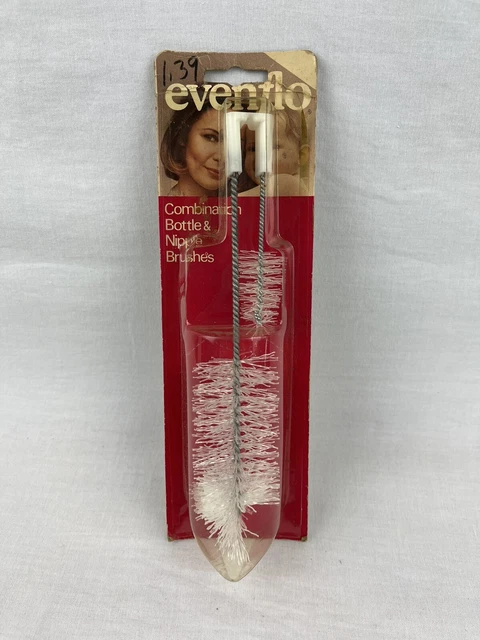 1.39
evenflo
Combination
Bottle &
Nipple
Brushes